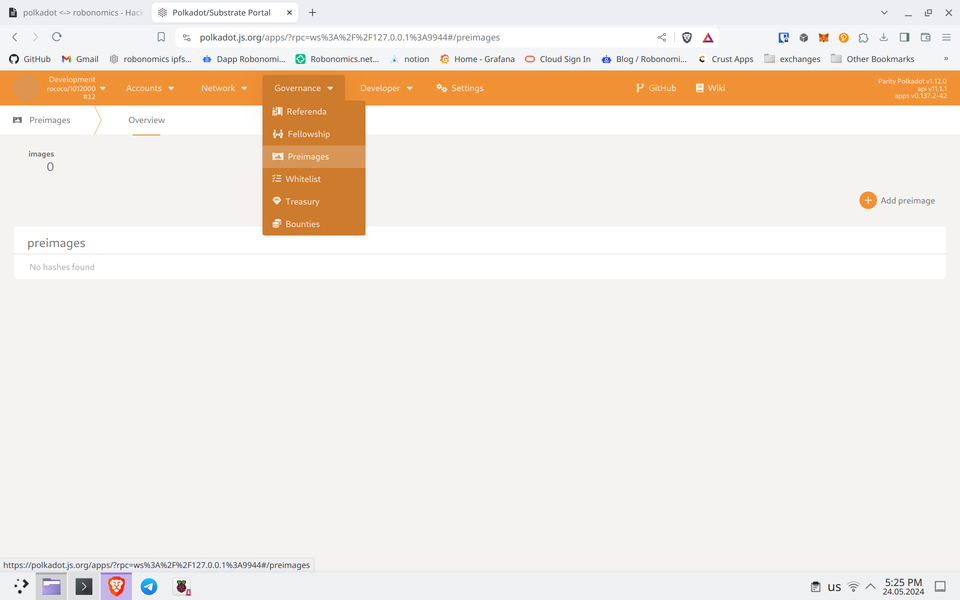 polkadot <-> robonomics - Hac
Polkadot/Substrate Portal
polkadot.js.org/apps/?rpc=ws%3A%2F%2F127.0.0.1%3A9944#/preimages
GitHub
Gmail
robonomics ipfs...
Dapp Robonomi...
Robonomics.net...
notion
Home - Grafana
Cloud Sign In
Blog / Robonomi...
Crust Apps
exchanges
Other Bookmarks
»
Development
rococo/1012000
#12
Accounts
Network
Governance
Developer
Settings
GitHub
Wiki
Parity Polkadot v1.12.0
api v11.1.1
apps v0.137.2-42
Preimages
Overview
Referenda
Fellowship
Preimages
Whitelist
Treasury
Bounties
images
0
Add preimage
preimages
No hashes found
https://polkadot.js.org/apps/?rpc=ws%3A%2F%2F127.0.0.1%3A9944#/preimages
us
5:25 PM
24.05.2024